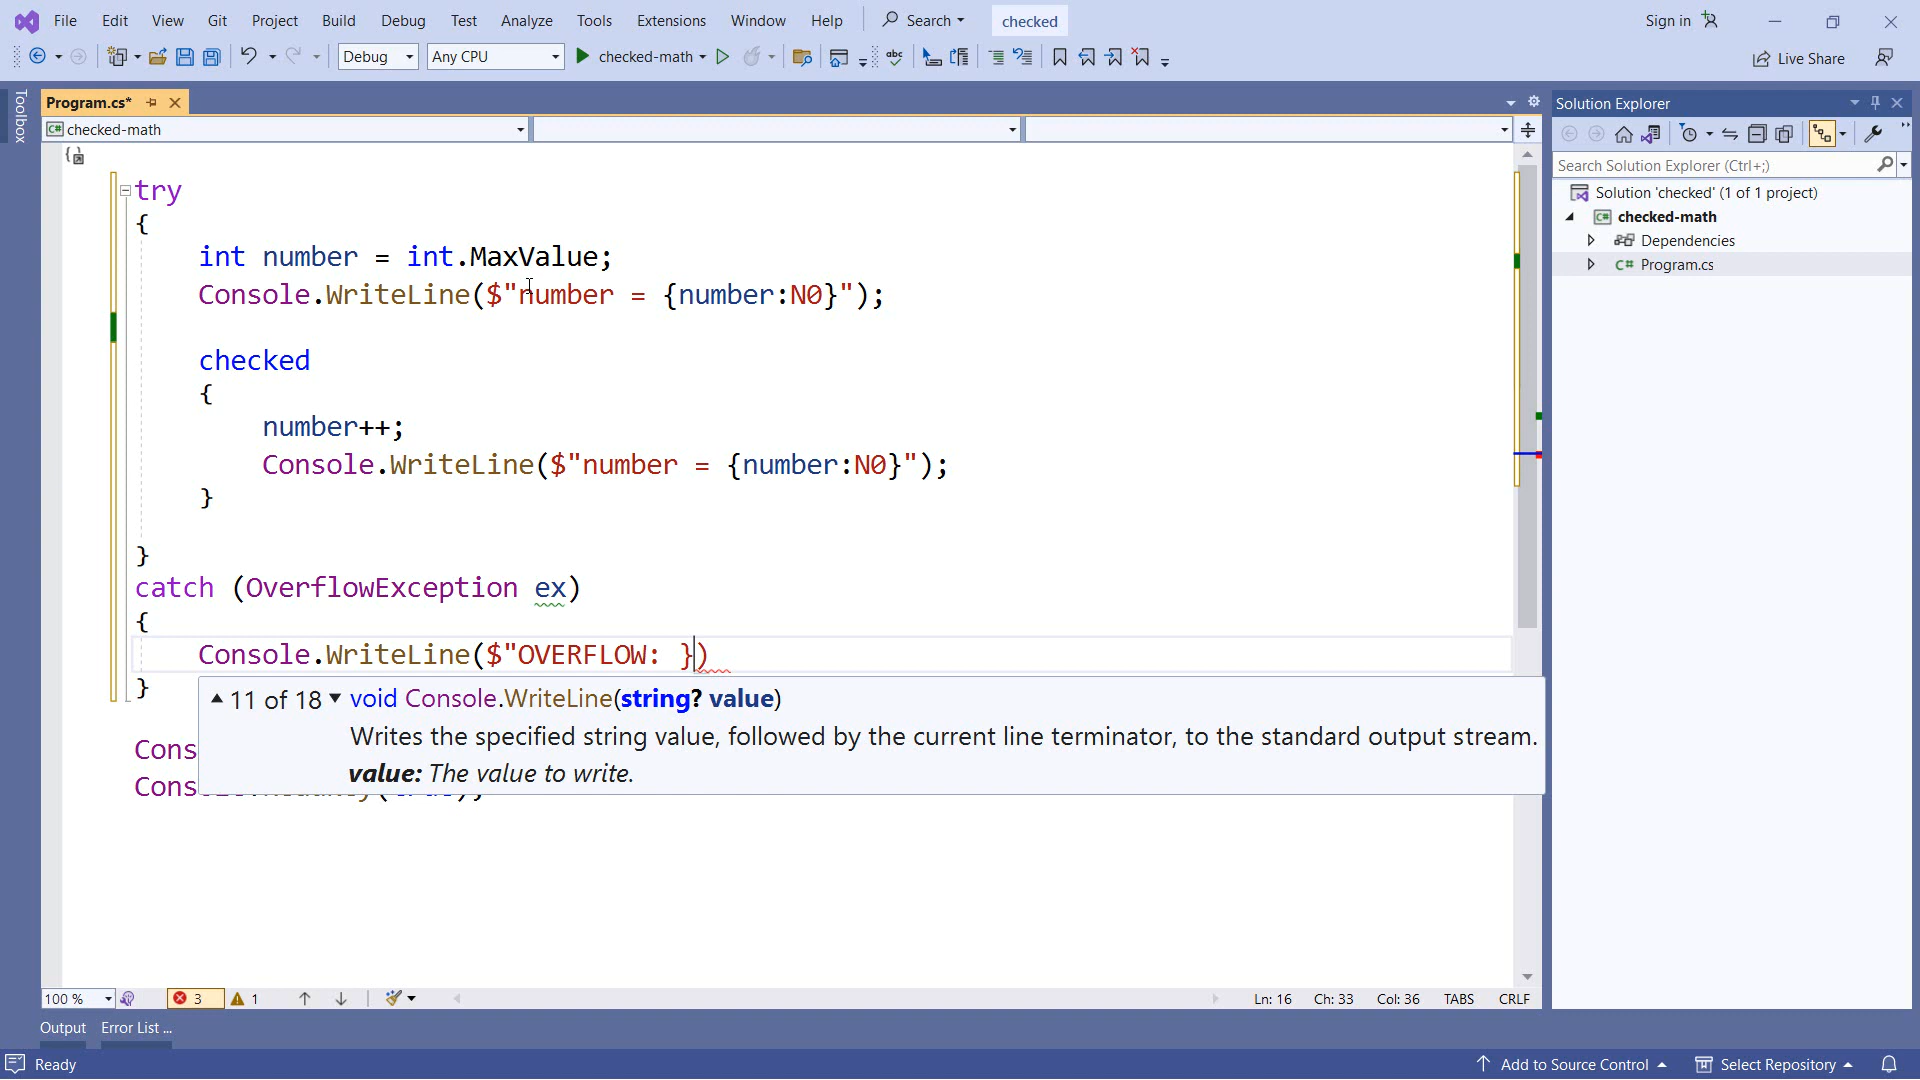 File Edit View Git Project Build Debug Test Analyze Tools Extensions Window Help Search checked Sign in
Debug Any CPU checked-math abc Live Share
Toolbox
Program.cs*
Solution Explorer
C# checked-math
Search Solution Explorer (Ctrl+;)
Solution 'checked' (1 of 1 project)
C# checked-math
Dependencies
C# Program.cs
try
{
int number = int.MaxValue;
Console.WriteLine($"number = {number:N0}");
checked
{
number++;
Console.WriteLine($"number = {number:N0}");
}
}
catch (OverflowException ex)
{
Console.WriteLine($"OVERFLOW: })
}
11 of 18 void Console.WriteLine(string? value)
Writes the specified string value, followed by the current line terminator, to the standard output stream.
value: The value to write.
Cons
Cons
100 % 3 1 Ln: 16 Ch: 33 Col: 36 TABS CRLF
Output Error List ...
Ready Add to Source Control Select Repository